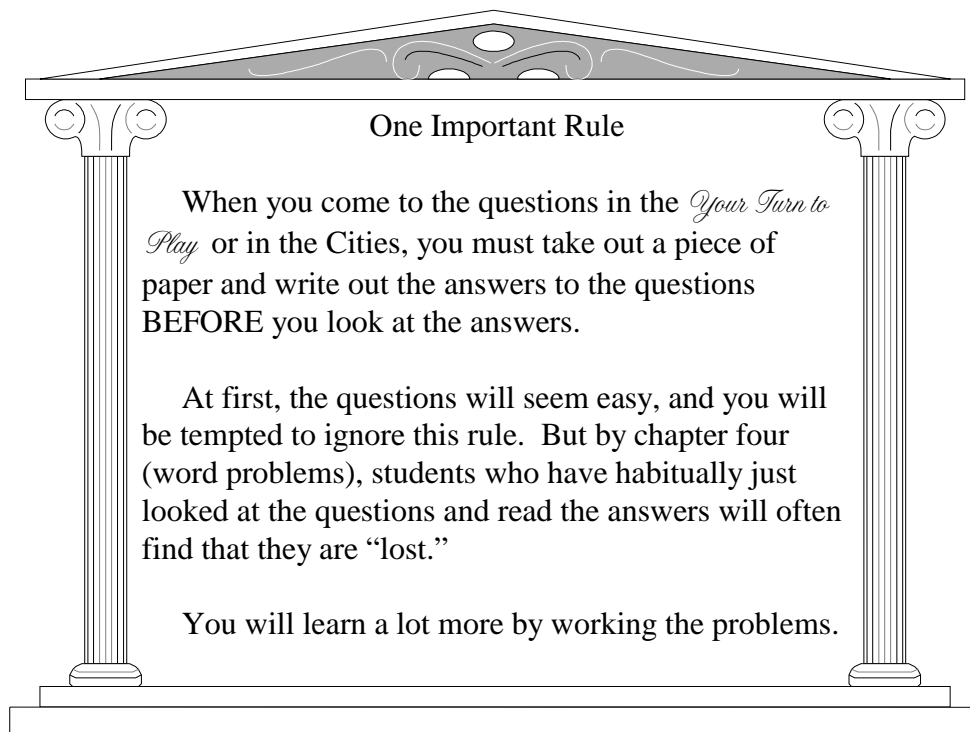 One Important Rule
When you come to the questions in the Your Turn to
Play or in the Cities, you must take out a piece of
paper and write out the answers to the questions
BEFORE you look at the answers.
At first, the questions will seem easy, and you will
be tempted to ignore this rule.  But by chapter four
(word problems), students who have habitually just
looked at the questions and read the answers will often
find that they are “lost.”
You will learn a lot more by working the problems.